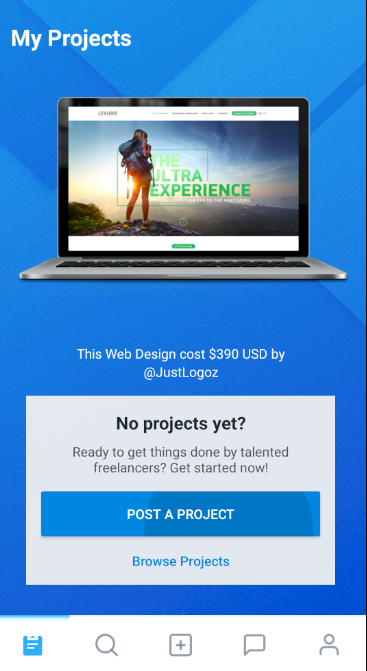 My Projects
LEVURO
THE
ULTRA
EXPERIENCE
This Web Design cost $390 USD by
@JustLogoz
No projects yet?
Ready to get things done by talented
freelancers? Get started now!
POST A PROJECT
Browse Projects